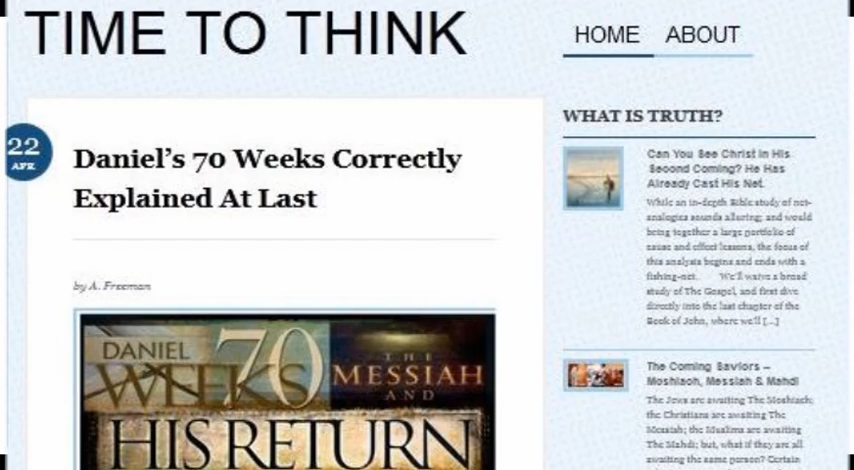 TIME TO THINK
HOME ABOUT
22
APR
Daniel's 70 Weeks Correctly
Explained At Last
by A. Freeman
DANIEL 70
WEEKS
THE
MESSIAH
AND
HIS RETURN
WHAT IS TRUTH?
Can You See Christ In His
Second Coming? He Has
Already Cast His Net.
While an in-depth Bible study of net-
analogies sounds alluring; and would
bring together a large portfolio of
cause and effect lessons, the focus of
this analysis begins and ends with a
fishing-net. We'll waive a broad
study of The Gospel, and first dive
directly into the last chapter of the
Book of John, where we'll [...]
The Coming Saviors –
Moshiach, Messiah & Mahdi
The Jews are awaiting The Moshiach;
the Christians are awaiting The
Messiah; the Muslims are awaiting
The Mahdi; but, what if they are all
awaiting the same person? Certain